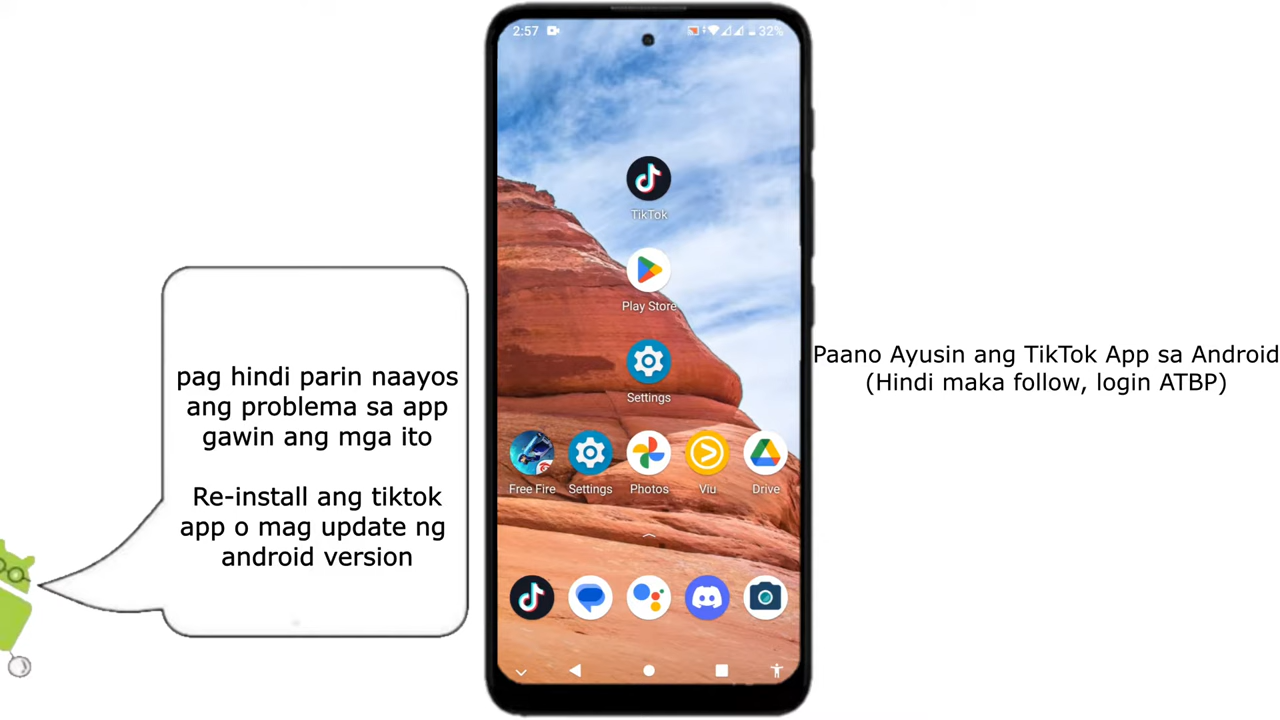 2:57
32%
TikTok
Play Store
Settings
Free Fire
Settings
Photos
Viu
Drive
pag hindi parin naayos
ang problema sa app
gawin ang mga ito
Re-install ang tiktok
app o mag update ng
android version
Paano Ayusin ang TikTok App sa Android
(Hindi maka follow, login ATBP)